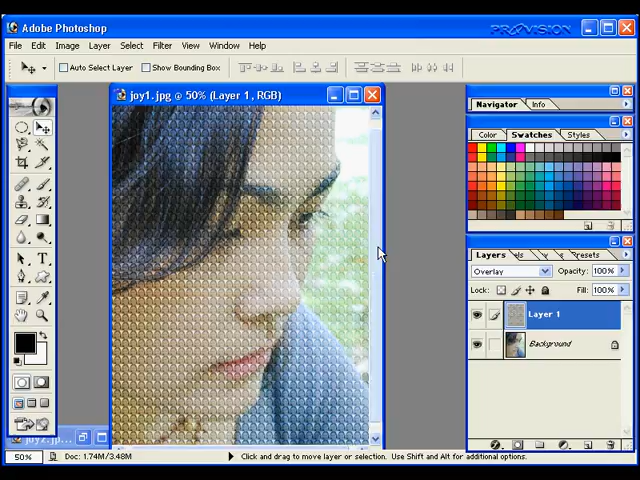 Adobe Photoshop
PROVISION
File Edit Image Layer Select Filter View Window Help
Auto Select Layer Show Bounding Box
joy1.jpg @ 50% (Layer 1, RGB)
Navigator Info
Color Swatches Styles
Layers
Overlay Opacity: 100%
Lock: Fill: 100%
Layer 1
Background
joy2.jp...
50% Doc: 1.74M/3.48M Click and drag to move layer or selection. Use Shift and Alt for additional options.